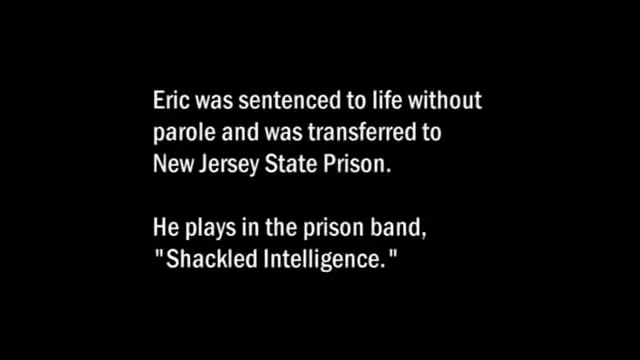 Eric was sentenced to life without
parole and was transferred to
New Jersey State Prison.
He plays in the prison band,
"Shackled Intelligence."